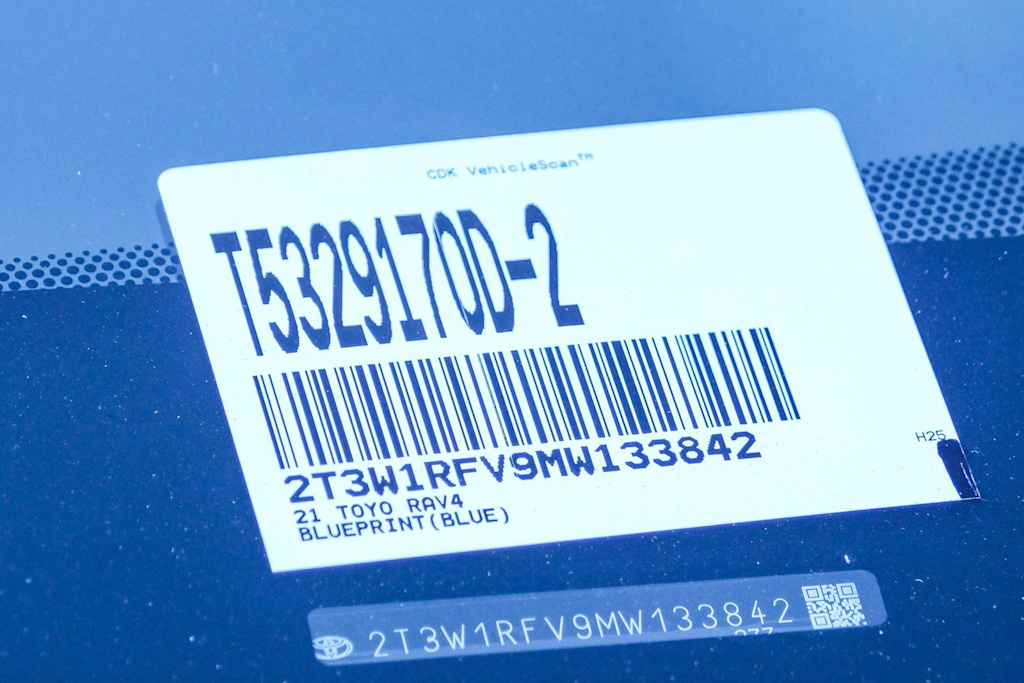 CDK VehicleScan™
T5329170D-2
2T3W1RFV9MW133842
21 TOYO RAV4
BLUEPRINT(BLUE)
H25
2T3W1RFV9MW133842